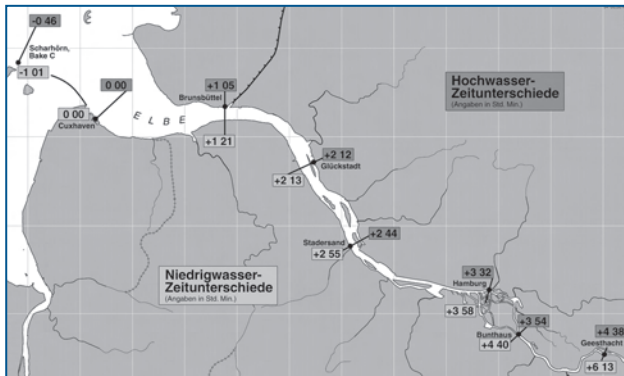 -0 46
Scharhörn,
Bake C
-1 01
0 00
0 00
Cuxhaven
E L B E
+1 05
Brunsbüttel
+1 21
Hochwasser-
Zeitunterschiede
(Angaben in Std. Min.)
+2 12
Glückstadt
+2 13
Stadersand
+2 44
+2 55
Niedrigwasser-
Zeitunterschiede
(Angaben in Std. Min.)
+3 32
Hamburg
+3 58
+3 54
Bunthaus
+4 40
+4 38
Geesthacht
+6 13